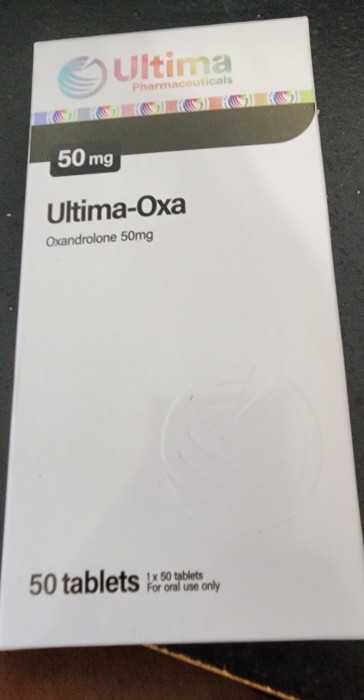 Ultima
Pharmaceuticals
50 mg
Ultima-Oxa
Oxandrolone 50mg
50 tablets
1 x 50 tablets
For oral use only